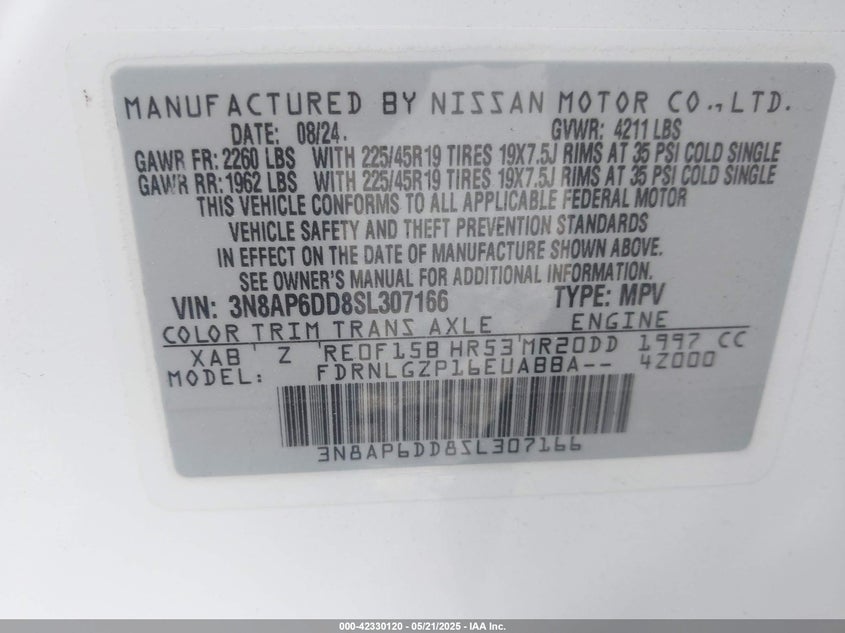 MANUFACTURED BY NISSAN MOTOR CO., LTD.
DATE: 08/24. GVWR: 4211 LBS
GAWR FR: 2260 LBS WITH 225/45R19 TIRES 19X7.5J RIMS AT 35 PSI COLD SINGLE
GAWR RR: 1962 LBS WITH 225/45R19 TIRES 19X7.5J RIMS AT 35 PSI COLD SINGLE
THIS VEHICLE CONFORMS TO ALL APPLICABLE FEDERAL MOTOR
VEHICLE SAFETY AND THEFT PREVENTION STANDARDS
IN EFFECT ON THE DATE OF MANUFACTURE SHOWN ABOVE.
SEE OWNER'S MANUAL FOR ADDITIONAL INFORMATION.
VIN: 3N8AP6DD8SL307166 TYPE: MPV
COLOR TRIM TRANS AXLE ENGINE
XAB Z RE0F15B HR53 MR20DD 1997 CC
MODEL: FDRNLGZP16EUABBA-- 4Z000
3N8AP6DD8SL307166
000-42330120 - 05/21/2025 - IAA Inc.